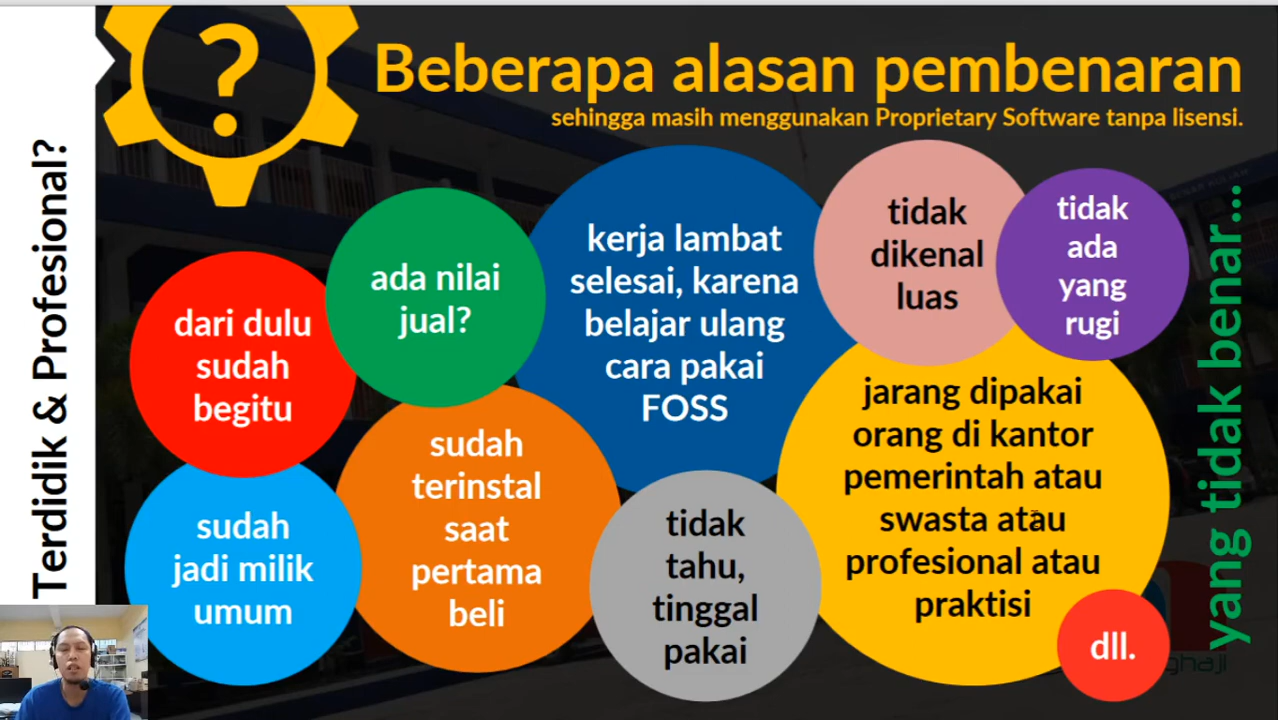 Terdidik & Profesional?
?
Beberapa alasan pembenaran
sehingga masih menggunakan Proprietary Software tanpa lisensi.
dari dulu
sudah
begitu
ada nilai
jual?
kerja lambat
selesai, karena
belajar ulang
cara pakai
FOSS
tidak
dikenal
luas
tidak
ada
yang
rugi
sudah
jadi milik
umum
sudah
terinstal
saat
pertama
beli
tidak
tahu,
tinggal
pakai
jarang dipakai
orang di kantor
pemerintah atau
swasta atau
profesional atau
praktisi
dll.
yang tidak benar...